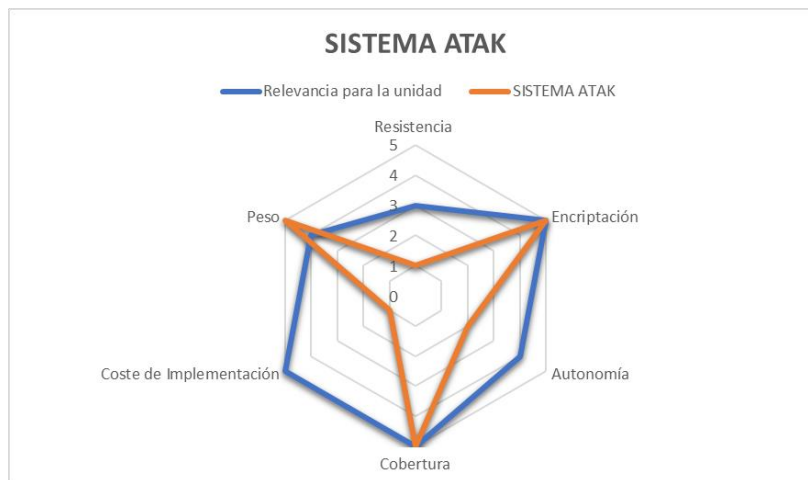 SISTEMA ATAK
Relevancia para la unidad SISTEMA ATAK
Resistencia
5
4
3
2
1
0
Peso
Encriptación
Coste de Implementación
Autonomía
Cobertura